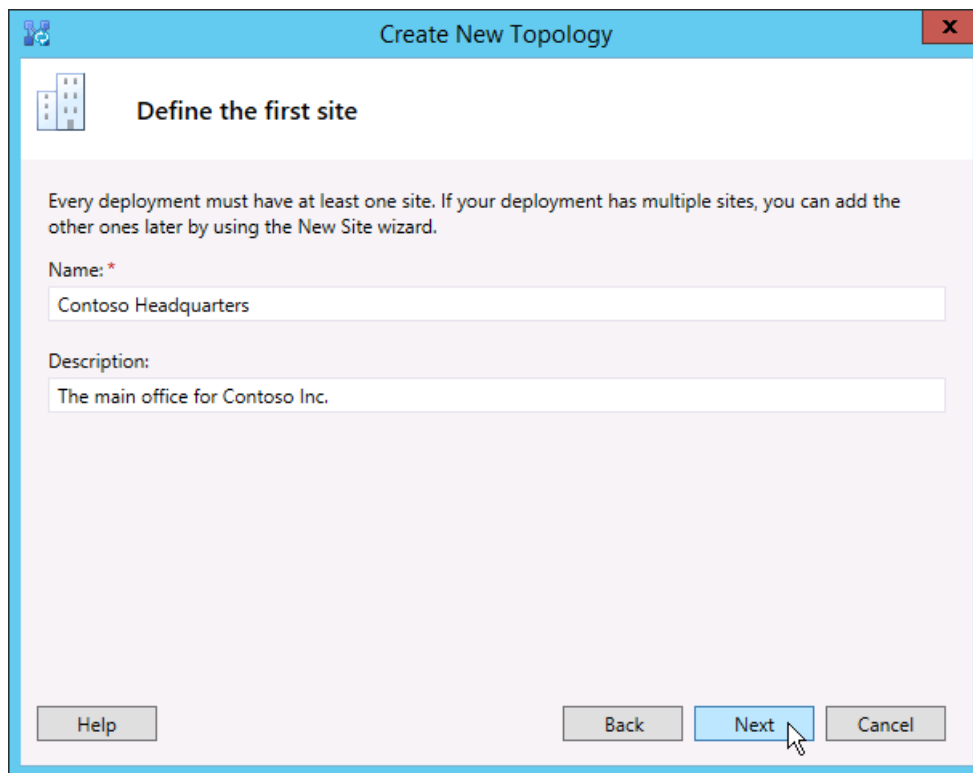 Create New Topology
x
Define the first site
Every deployment must have at least one site. If your deployment has multiple sites, you can add the
other ones later by using the New Site wizard.
Name: *
Contoso Headquarters
Description:
The main office for Contoso Inc.
Help
Back
Next
Cancel